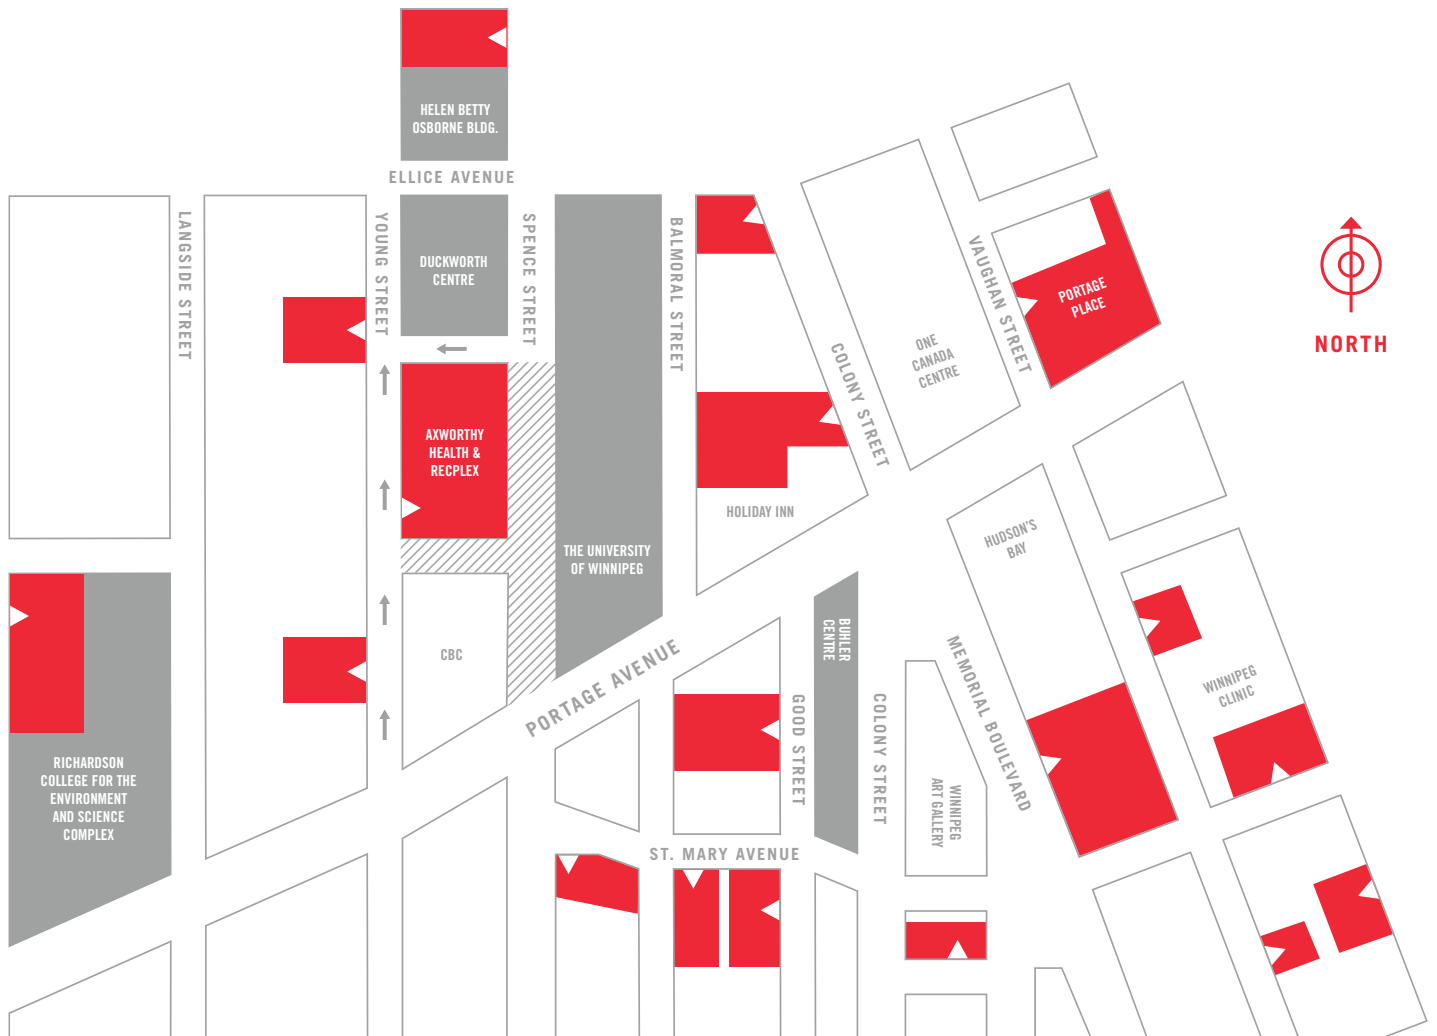 HELEN BETTY
OSBORNE BLDG.
ELLICE AVENUE
LANGSIDE STREET
YOUNG STREET
DUCKWORTH
CENTRE
SPENCE STREET
BALMORAL STREET
COLONY STREET
ONE
CANADA
CENTRE
VAUGHAN STREET
PORTAGE
PLACE
NORTH
AXWORTHY
HEALTH &
RECPLEX
HOLIDAY INN
THE UNIVERSITY
OF WINNIPEG
HUDSON'S
BAY
CBC
PORTAGE AVENUE
BUHLER
CENTRE
GOOD STREET
COLONY STREET
MEMORIAL BOULEVARD
WINNIPEG
CLINIC
WINNIPEG
ART GALLERY
RICHARDSON
COLLEGE FOR THE
ENVIRONMENT
AND SCIENCE
COMPLEX
ST. MARY AVENUE